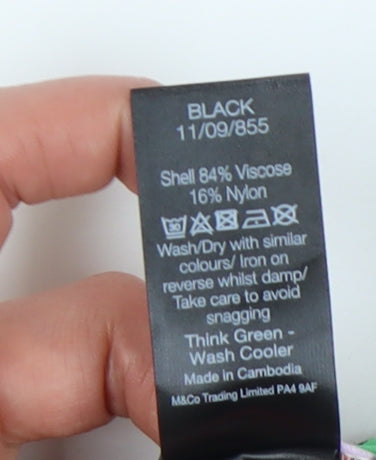 BLACK
11/09/855
Shell 84% Viscose
16% Nylon
30
Wash/Dry with similar
colours/ Iron on
reverse whilst damp/
Take care to avoid
snagging
Think Green -
Wash Cooler
Made in Cambodia
M&Co Trading Limited PA4 9AF